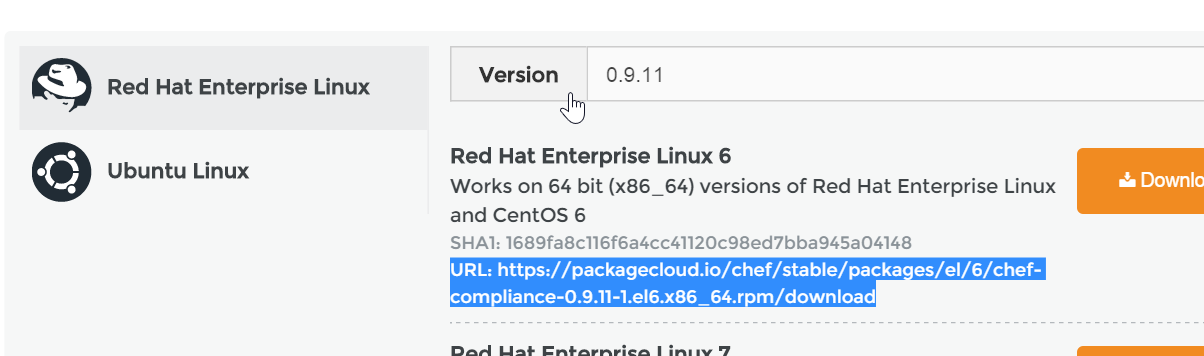 Red Hat Enterprise Linux
Ubuntu Linux
Version
0.9.11
Red Hat Enterprise Linux 6
Works on 64 bit (x86_64) versions of Red Hat Enterprise Linux
and CentOS 6
SHA1: 1689fa8c116f6a4cc41120c98ed7bba945a04148
URL: https://packagecloud.io/chef/stable/packages/el/6/chef-
compliance-0.9.11-1.el6.x86_64.rpm/download
Downlo
Red Hat Enterprise Linux 7